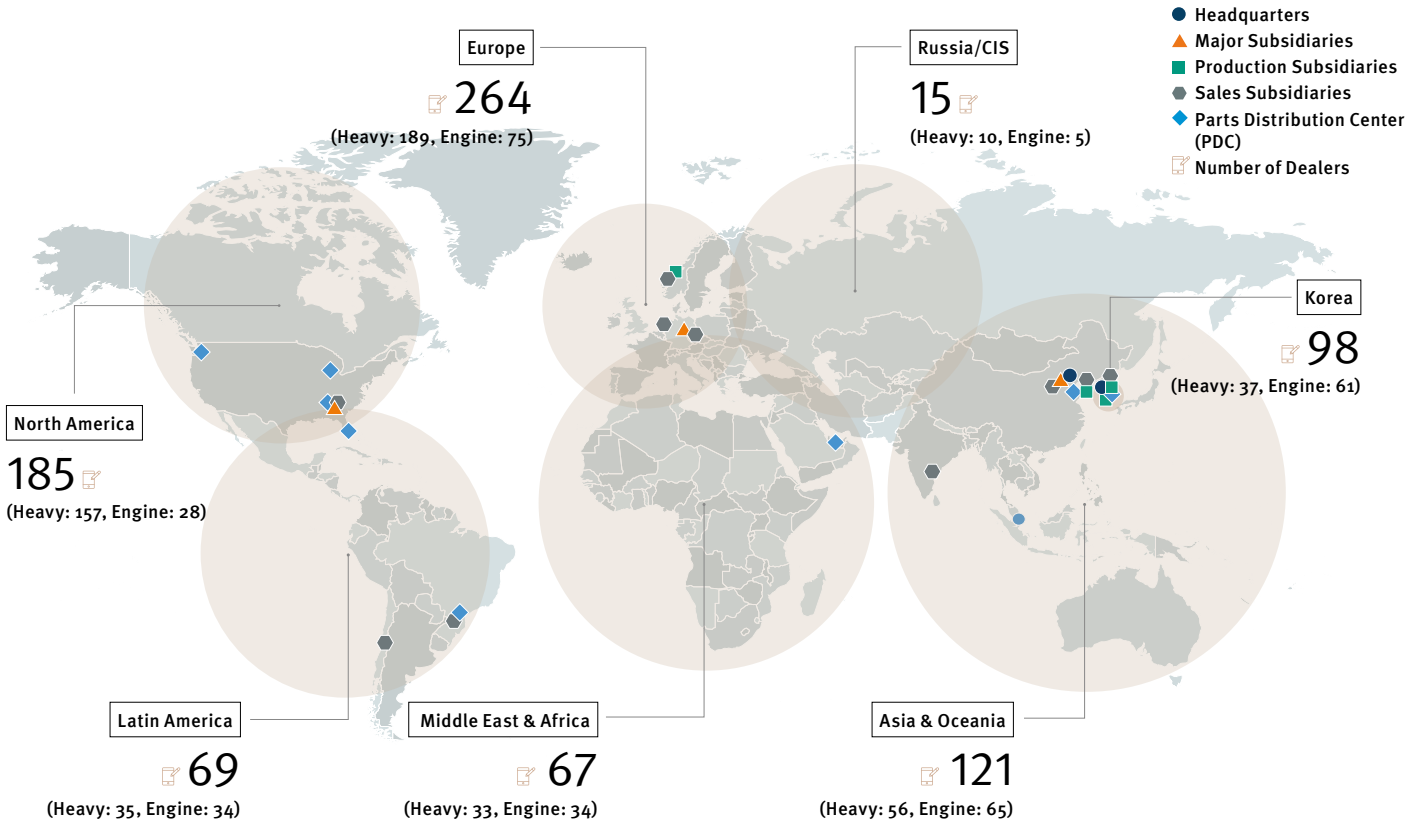 Headquarters
Major Subsidiaries
Production Subsidiaries
Sales Subsidiaries
Parts Distribution Center
(PDC)
Number of Dealers
Europe
264
(Heavy: 189, Engine: 75)
Russia/CIS
15
(Heavy: 10, Engine: 5)
Korea
98
(Heavy: 37, Engine: 61)
North America
185
(Heavy: 157, Engine: 28)
Latin America
69
(Heavy: 35, Engine: 34)
Middle East & Africa
67
(Heavy: 33, Engine: 34)
Asia & Oceania
121
(Heavy: 56, Engine: 65)